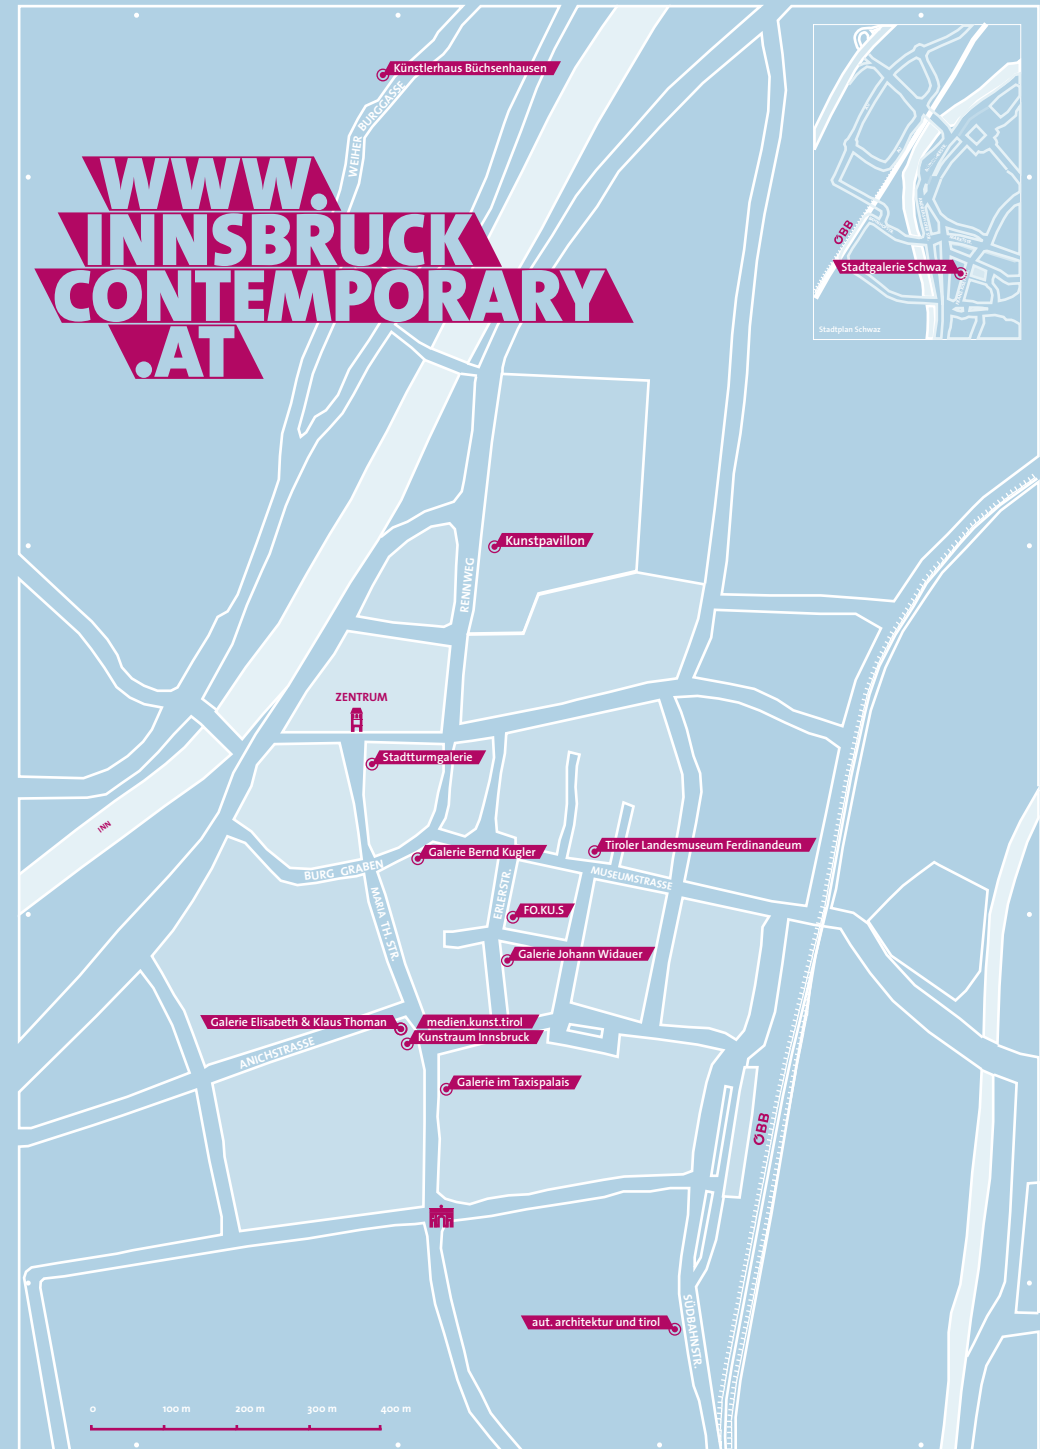 Künstlerhaus Büchsenhausen
WEIHER BURGGASSE
WWW.
INNSBRUCK
CONTEMPORARY
.AT
ÖBB
Stadtgalerie Schwaz
Stadtplan Schwaz
Kunstpavillon
RENNWEG
ZENTRUM
Stadtturmgalerie
INN
Galerie Bernd Kugler
Tiroler Landesmuseum Ferdinandeum
BURG GRABEN
MUSEUMSTRASSE
ERLERSTR.
MARIA TH.STR.
FO.KU.S
Galerie Johann Widauer
Galerie Elisabeth & Klaus Thoman
medien.kunst.tirol
Kunstraum Innsbruck
ANICHSTRASSE
Galerie im Taxispalais
ÖBB
SÜDBAHNSTR.
aut. architektur und tirol
0 100 m 200 m 300 m 400 m